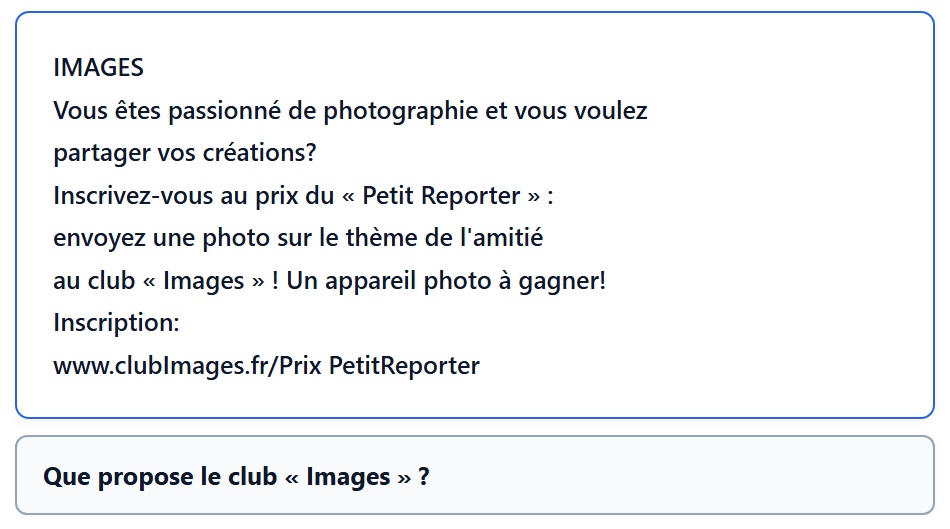 IMAGES
Vous êtes passionné de photographie et vous voulez
partager vos créations?
Inscrivez-vous au prix du « Petit Reporter » :
envoyez une photo sur le thème de l'amitié
au club « Images » ! Un appareil photo à gagner!
Inscription:
www.clubImages.fr/Prix PetitReporter
Que propose le club « Images » ?